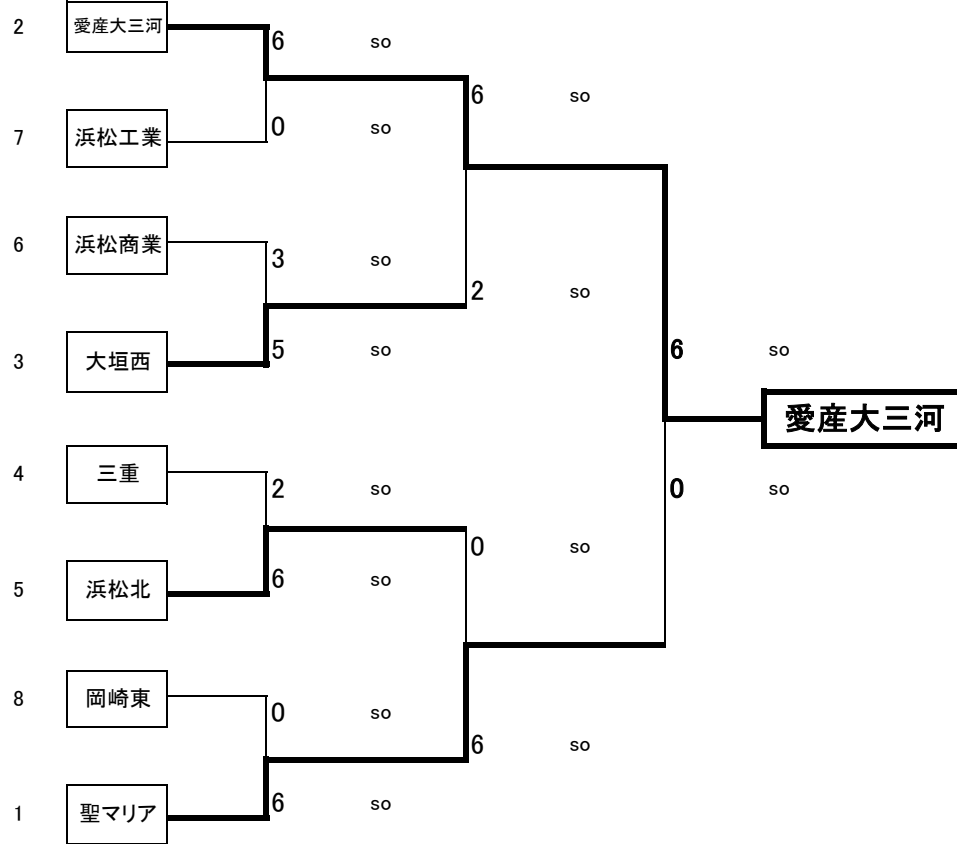 2 愛産大三河
6 so
6 so
0 so
7 浜松工業
6 浜松商業
3 so
2 so
5 so
3 大垣西
6 so
愛産大三河
4 三重
2 so
0 so
0 so
6 so
5 浜松北
8 岡崎東
0 so
6 so
6 so
1 聖マリア